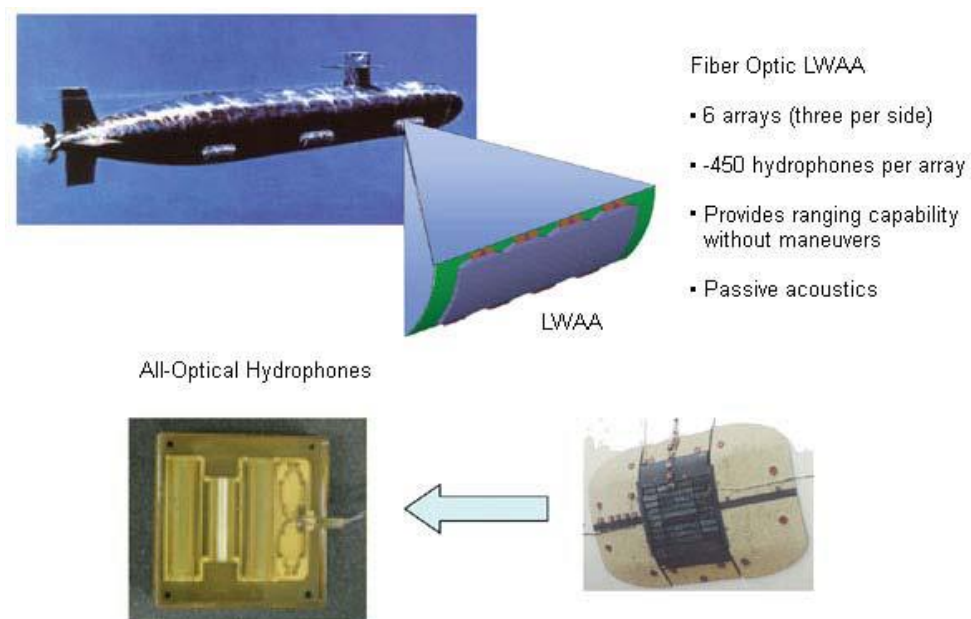 Fiber Optic LWAA
▪ 6 arrays (three per side)
▪ -450 hydrophones per array
▪ Provides ranging capability
without maneuvers
▪ Passive acoustics
LWAA
All-Optical Hydrophones